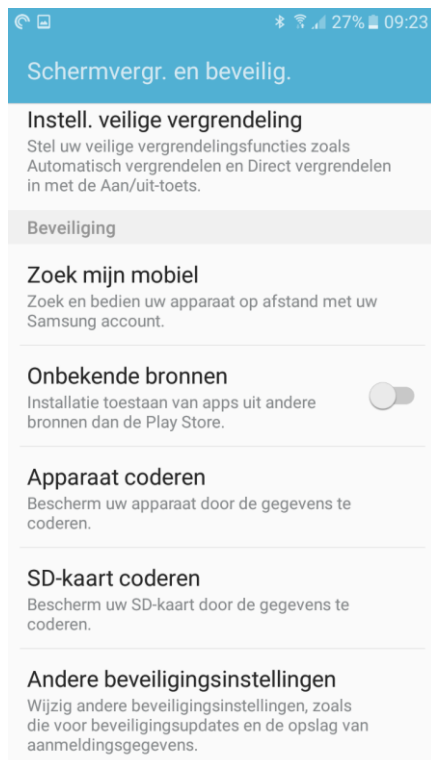 27% 09:23
Schermvergr. en beveilig.
Instell. veilige vergrendeling
Stel uw veilige vergrendelingsfuncties zoals
Automatisch vergrendelen en Direct vergrendelen
in met de Aan/uit-toets.
Beveiliging
Zoek mijn mobiel
Zoek en bedien uw apparaat op afstand met uw
Samsung account.
Onbekende bronnen
Installatie toestaan van apps uit andere
bronnen dan de Play Store.
Apparaat coderen
Bescherm uw apparaat door de gegevens te
coderen.
SD-kaart coderen
Bescherm uw SD-kaart door de gegevens te
coderen.
Andere beveiligingsinstellingen
Wijzig andere beveiligingsinstellingen, zoals
die voor beveiligingsupdates en de opslag van
aanmeldingsgegevens.